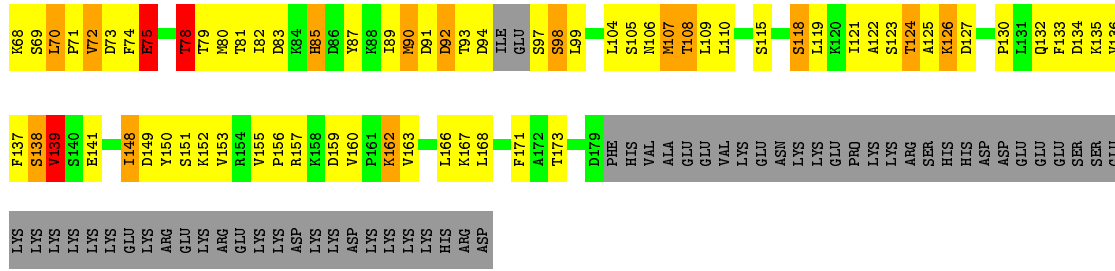 K68 S69 L70 P71 V72 D73 F74 E75 T78 T79 M80 T81 I82 D83 K84 H85 D86 Y87 K88 I89 M90 D91 D92 T93 D94 ILE GLU S97 S98 L99 L104 S105 N106 M107 T108 L109 L110 S115 S118 L119 K120 I121 A122 S123 T124 A125 K126 D127 P130 L131 Q132 F133 D134 K135 V136
F137 S138 V139 S140 E141 I148 D149 Y150 S151 K152 V153 R154 V155 P156 R157 K158 D159 V160 P161 K162 V163 L166 K167 L168 F171 A172 T173 D179 PHE HIS VAL ALA GLU GLU VAL LYS GLU ASN LYS LYS GLU PRO LYS LYS ARG SER HIS HIS ASP ASP GLU GLU GLU SER SER GLU
LYS LYS LYS LYS LYS LYS GLU LYS ARG GLU LYS ARG GLU LYS LYS ASP LYS LYS ASP LYS LYS LYS LYS HIS ARG ASP